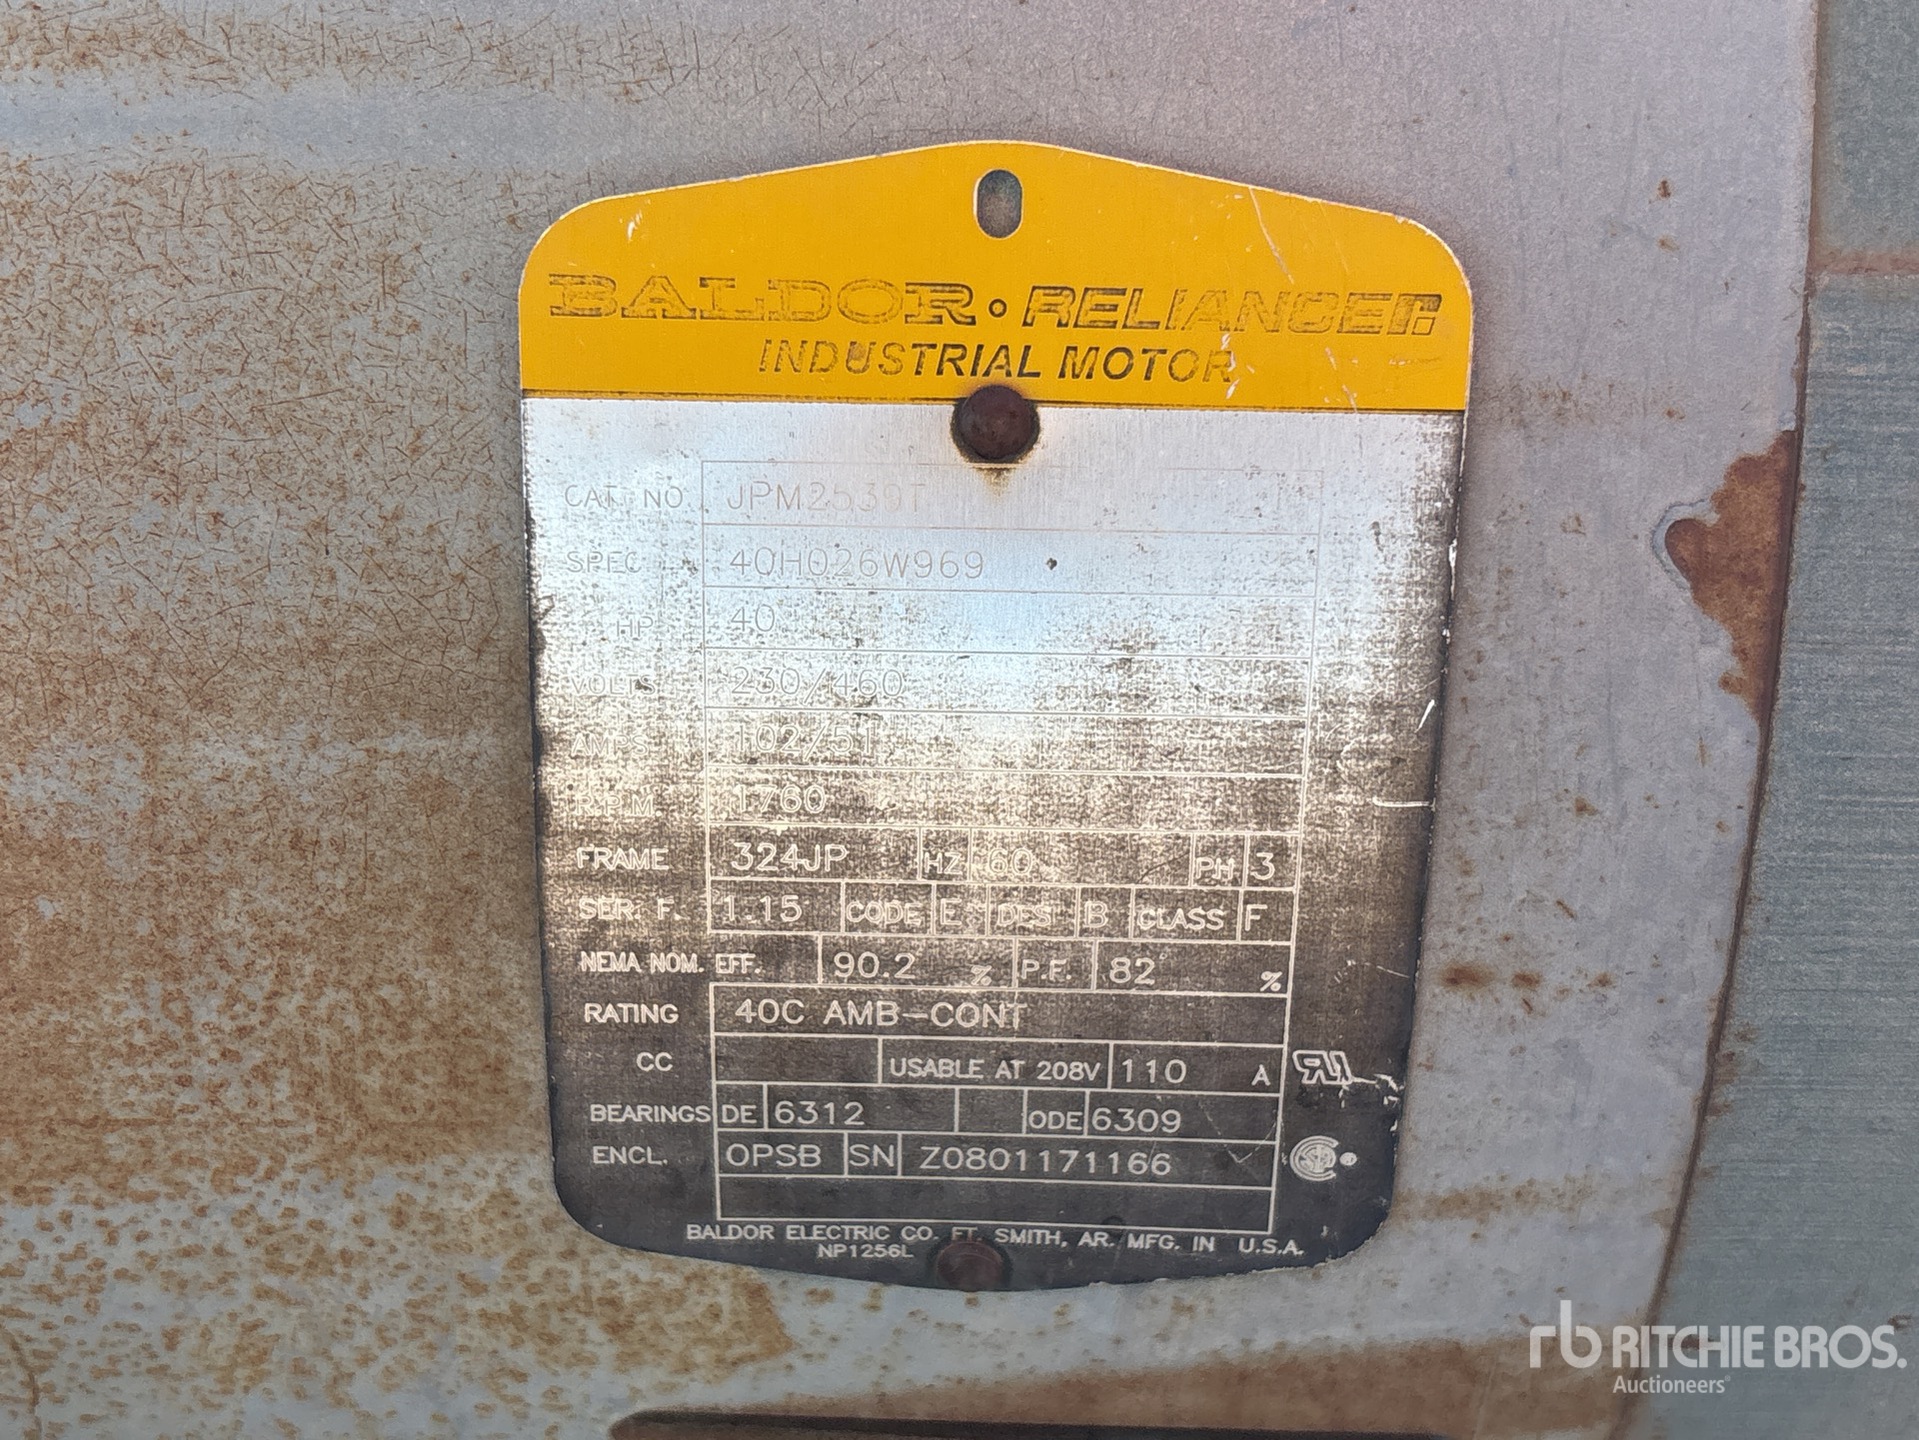 BALDOR · RELIANCER
INDUSTRIAL MOTOR
CAT. NO. JPM2539T
SPEC. 40H026W969
HP 40
VOLTS 230/460
AMPS 102/51
R.P.M. 1760
FRAME 324JP HZ 60 PH 3
SER. F. 1.15 CODE E DES B CLASS F
NEMA NOM. EFF. 90.2 % P.F. 82 %
RATING 40C AMB-CONT
CC USABLE AT 208V 110 A
BEARINGS DE 6312 ODE 6309
ENCL. OPSB SN Z0801171166
BALDOR ELECTRIC CO. FT. SMITH, AR. MFG. IN U.S.A.
NP1256L
rb RITCHIE BROS.
Auctioneers